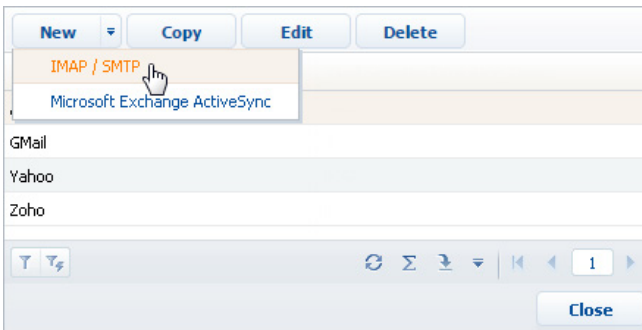 New Copy Edit Delete
IMAP / SMTP
Microsoft Exchange ActiveSync
GMail
Yahoo
Zoho
Σ 1
Close